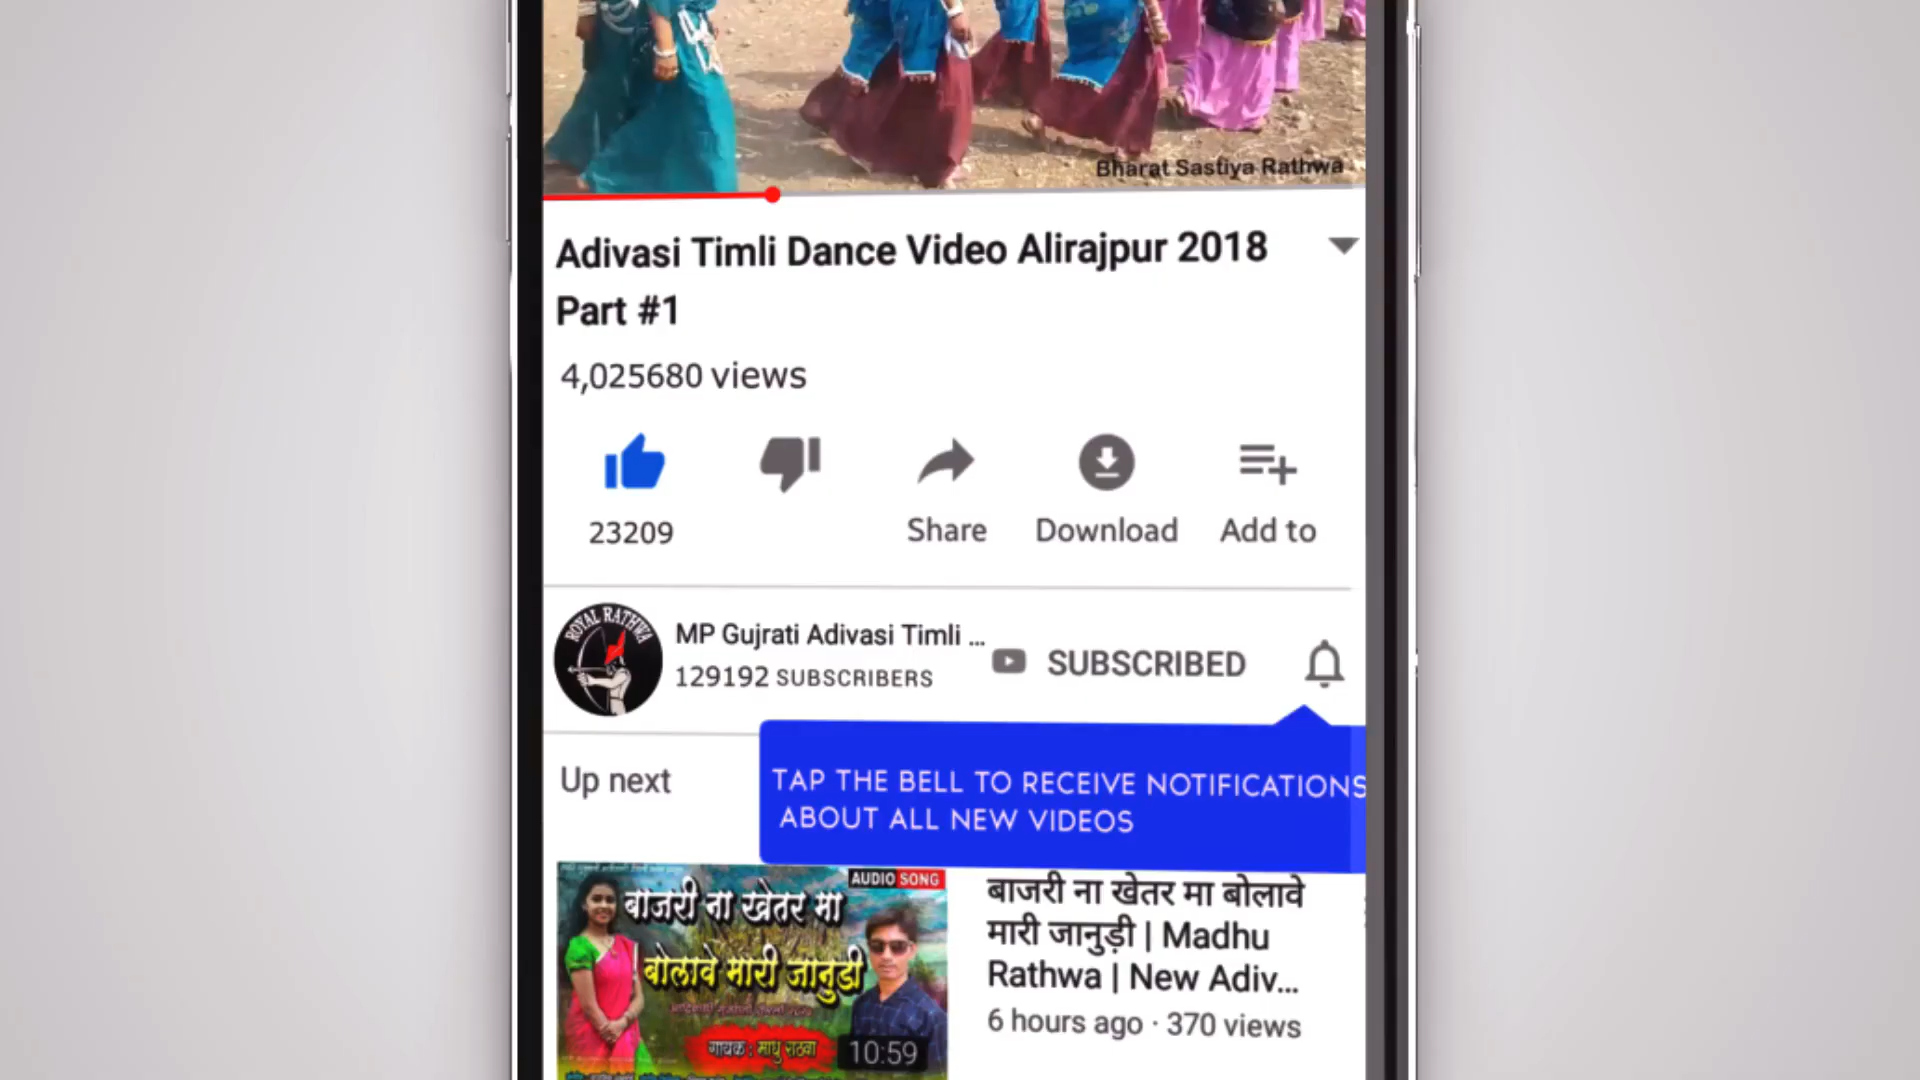 Bharat Sastiya Rathwa
Adivasi Timli Dance Video Alirajpur 2018
Part #1
4,025680 views
23209
Share
Download
Add to
ROYAL RATHWA
MP Gujrati Adivasi Timli ...
129192 SUBSCRIBERS
SUBSCRIBED
TAP THE BELL TO RECEIVE NOTIFICATIONS
ABOUT ALL NEW VIDEOS
Up next
AUDIO SONG
बाजरी ना खेतर मा
बोलावे मारी जानुडी
गायक : माधु राठवा
10:59
बाजरी ना खेतर मा बोलावे
मारी जानुड़ी | Madhu
Rathwa | New Adiv...
6 hours ago · 370 views